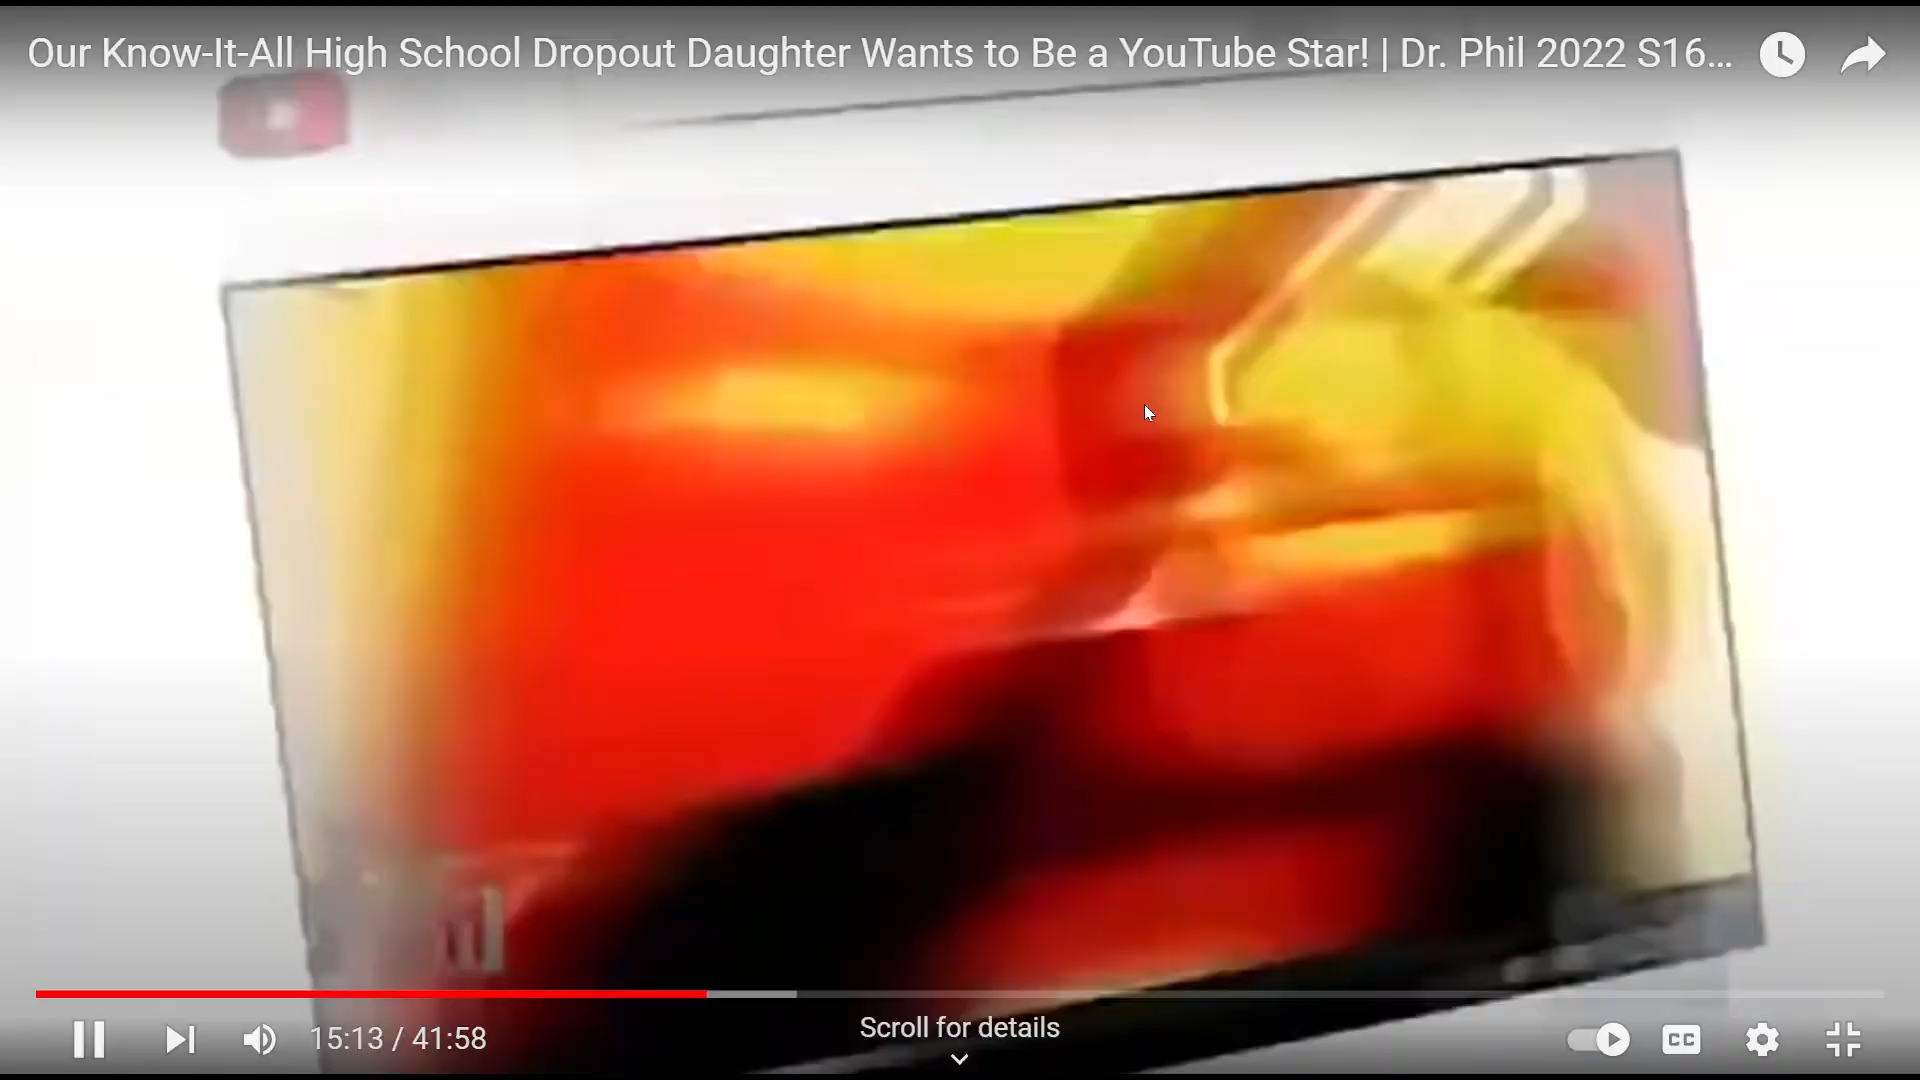 Our Know-It-All High School Dropout Daughter Wants to Be a YouTube Star! | Dr. Phil 2022 S16...
Scroll for details
15:13 / 41:58
CC